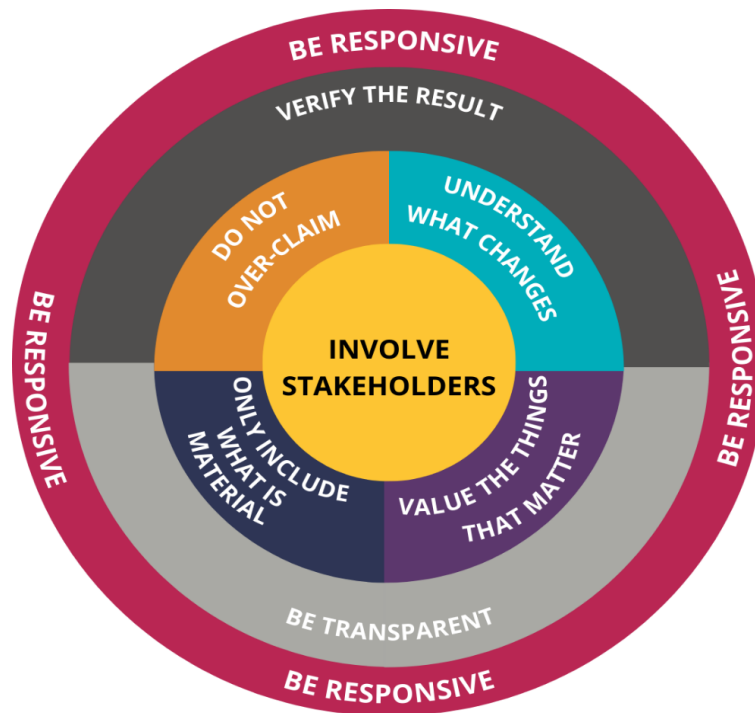 BE RESPONSIVE
VERIFY THE RESULT
DO NOT
OVER-CLAIM
UNDERSTAND
WHAT CHANGES
BE RESPONSIVE
INVOLVE
STAKEHOLDERS
BE RESPONSIVE
ONLY INCLUDE
WHAT IS
MATERIAL
VALUE THE THINGS
THAT MATTER
BE TRANSPARENT
BE RESPONSIVE